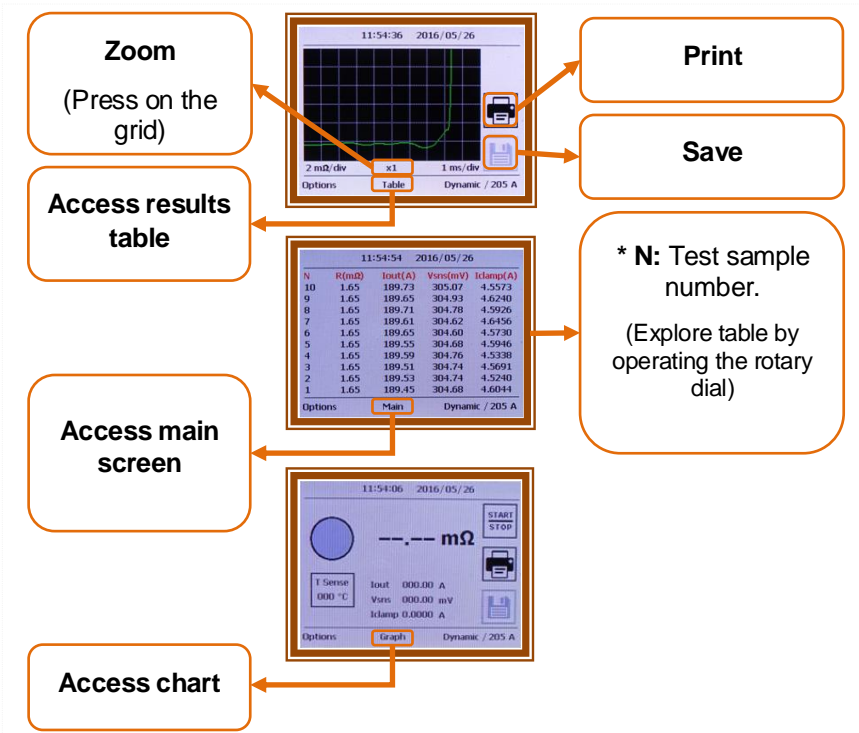 Zoom
(Press on the
grid)
Access results
table
Access main
screen
Access chart
11:54:36 2016/05/26
2 mΩ/div x1 1 ms/div
Options Table Dynamic / 205 A
11:54:54 2016/05/26
N R(mΩ) Iout(A) Vsns(mV) Iclamp(A)
10 1.65 189.73 305.07 4.5573
9 1.65 189.65 304.93 4.6240
8 1.65 189.71 304.78 4.5926
7 1.65 189.61 304.62 4.6456
6 1.65 189.65 304.60 4.5730
5 1.65 189.55 304.68 4.5946
4 1.65 189.59 304.76 4.5338
3 1.65 189.51 304.74 4.5691
2 1.65 189.53 304.74 4.5240
1 1.65 189.45 304.68 4.6044
Options Main Dynamic / 205 A
11:54:06 2016/05/26
START
STOP
--.-- mΩ
T Sense
000 °C
Iout 000.00 A
Vsns 000.00 mV
Iclamp 0.0000 A
Options Graph Dynamic / 205 A
Print
Save
* N: Test sample
number.
(Explore table by
operating the rotary
dial)